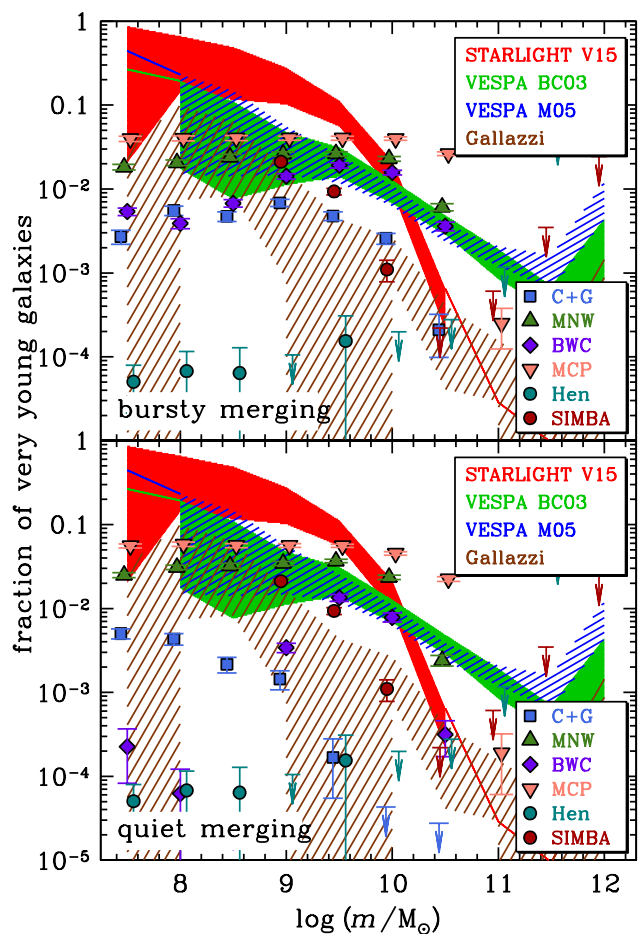 1
STARLIGHT V15
VESPA BC03
VESPA M05
Gallazzi
0.1
10⁻²
10⁻³
10⁻⁴
C+G
MNW
BWC
MCP
Hen
SIMBA
bursty merging
fraction of very young galaxies
1
STARLIGHT V15
VESPA BC03
VESPA M05
Gallazzi
0.1
10⁻²
10⁻³
10⁻⁴
10⁻⁵
C+G
MNW
BWC
MCP
Hen
SIMBA
quiet merging
8 9 10 11 12
log (m/M⊙)